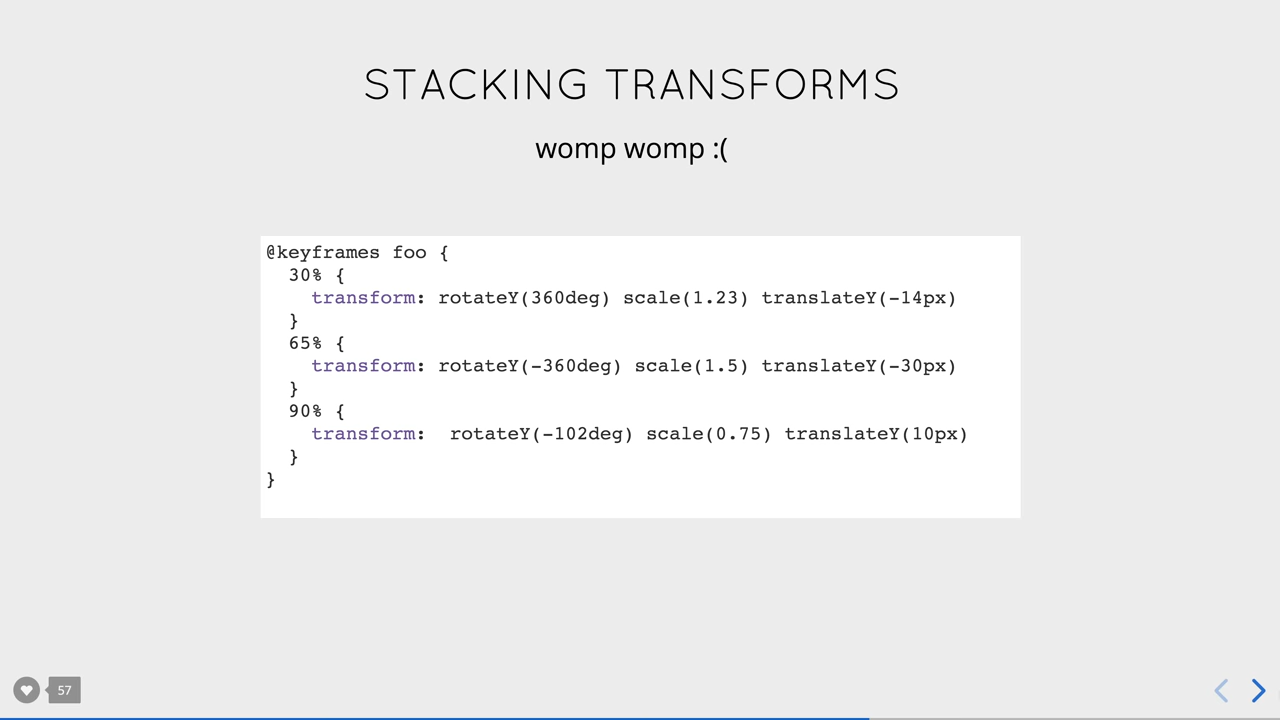 STACKING TRANSFORMS
womp womp :(
@keyframes foo {
  30% {
    transform: rotateY(360deg) scale(1.23) translateY(-14px)
  }
  65% {
    transform: rotateY(-360deg) scale(1.5) translateY(-30px)
  }
  90% {
    transform:  rotateY(-102deg) scale(0.75) translateY(10px)
  }
}
57